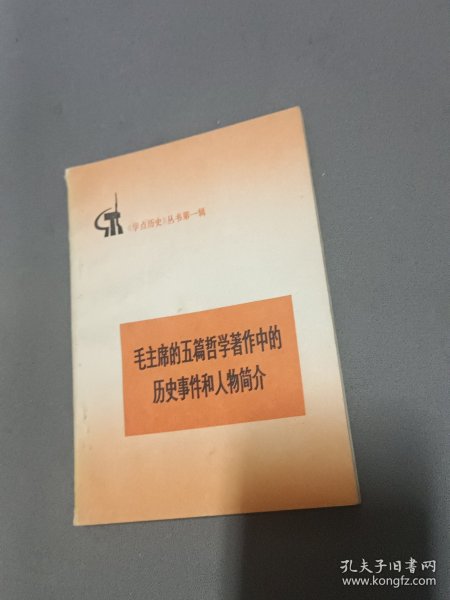 《学点历史》丛书第一辑
毛主席的五篇哲学著作中的
历史事件和人物简介
孔夫子旧书网
www.kongfz.com